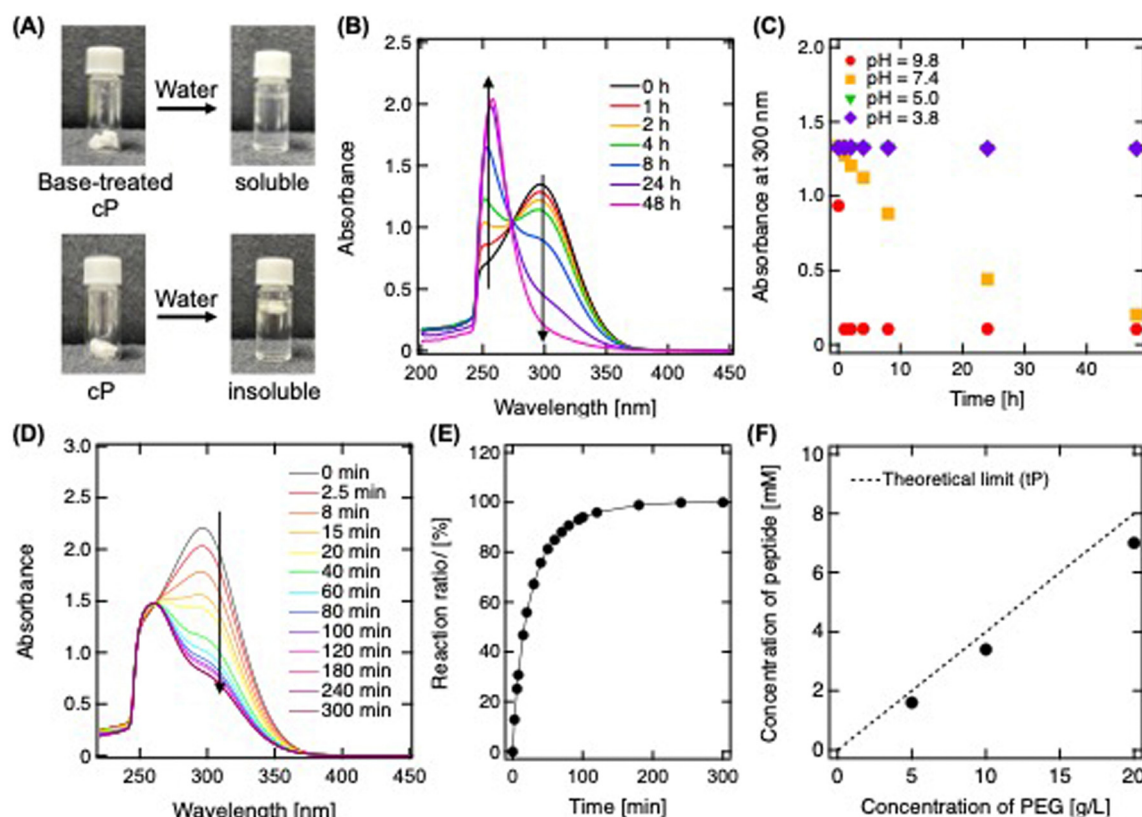 (A)
Water
Base-treated
cP
soluble
Water
cP
insoluble
(B)
2.5
2.0
1.5
1.0
0.5
0
Absorbance
200 250 300 350 400 450
Wavelength [nm]
0 h
1 h
2 h
4 h
8 h
24 h
48 h
(C)
2.0
1.5
1.0
0.5
0
Absorbance at 300 nm
pH = 9.8
pH = 7.4
pH = 5.0
pH = 3.8
0 10 20 30 40
Time [h]
(D)
3.0
2.5
2.0
1.5
1.0
0.5
0
Absorbance
0 min
2.5 min
8 min
15 min
20 min
40 min
60 min
80 min
100 min
120 min
180 min
240 min
300 min
250 300 350 400 450
Wavelength [nm]
(E)
120
100
80
60
40
20
0
Reaction ratio/ [%]
0 100 200 300
Time [min]
(F)
10
8
6
4
2
0
Concentration of peptide [mM]
Theoretical limit (tP)
0 5 10 15 20
Concentration of PEG [g/L]